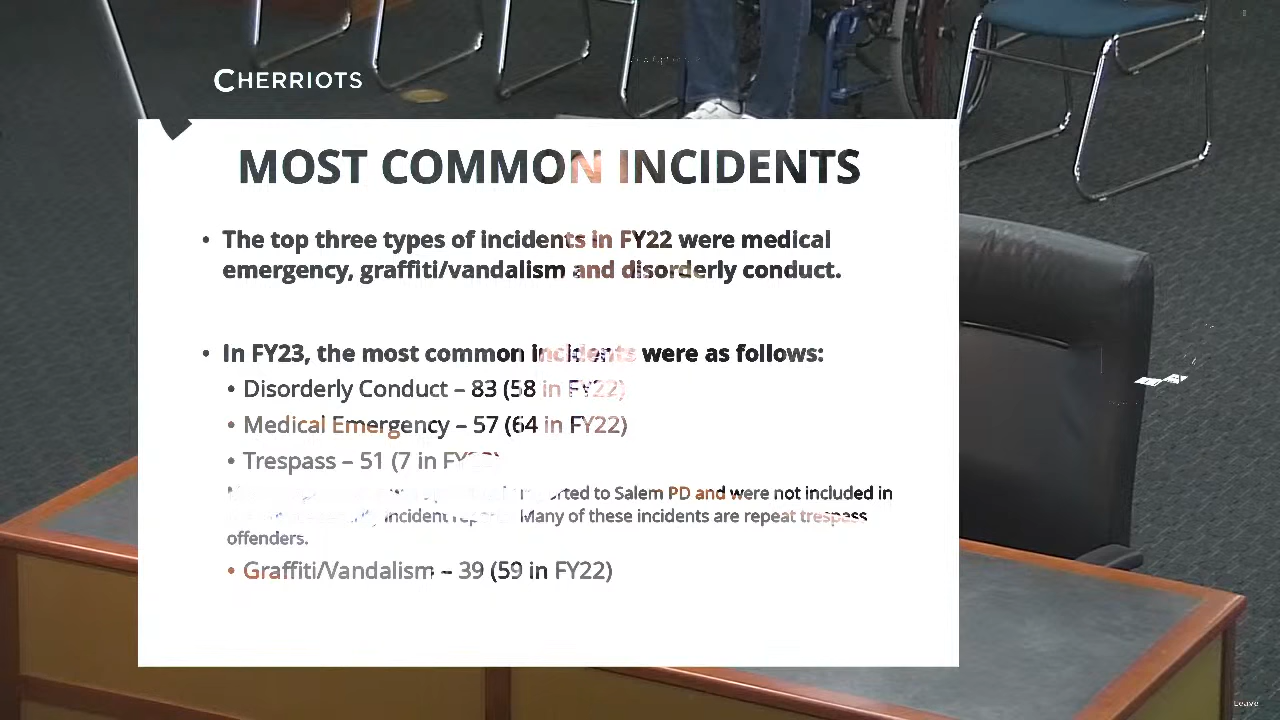 CHERRIOTS
MOST COMMON INCIDENTS
• The top three types of incidents in FY22 were medical
emergency, graffiti/vandalism and disorderly conduct.
• In FY23, the most common incidents were as follows:
• Disorderly Conduct – 83 (58 in FY22)
• Medical Emergency – 57 (64 in FY22)
• Trespass – 51 (7 in FY22)
to Salem PD and were not included in
incident Many of these incidents are repeat trespass
offenders.
• Graffiti/Vandalism – 39 (59 in FY22)
Leave